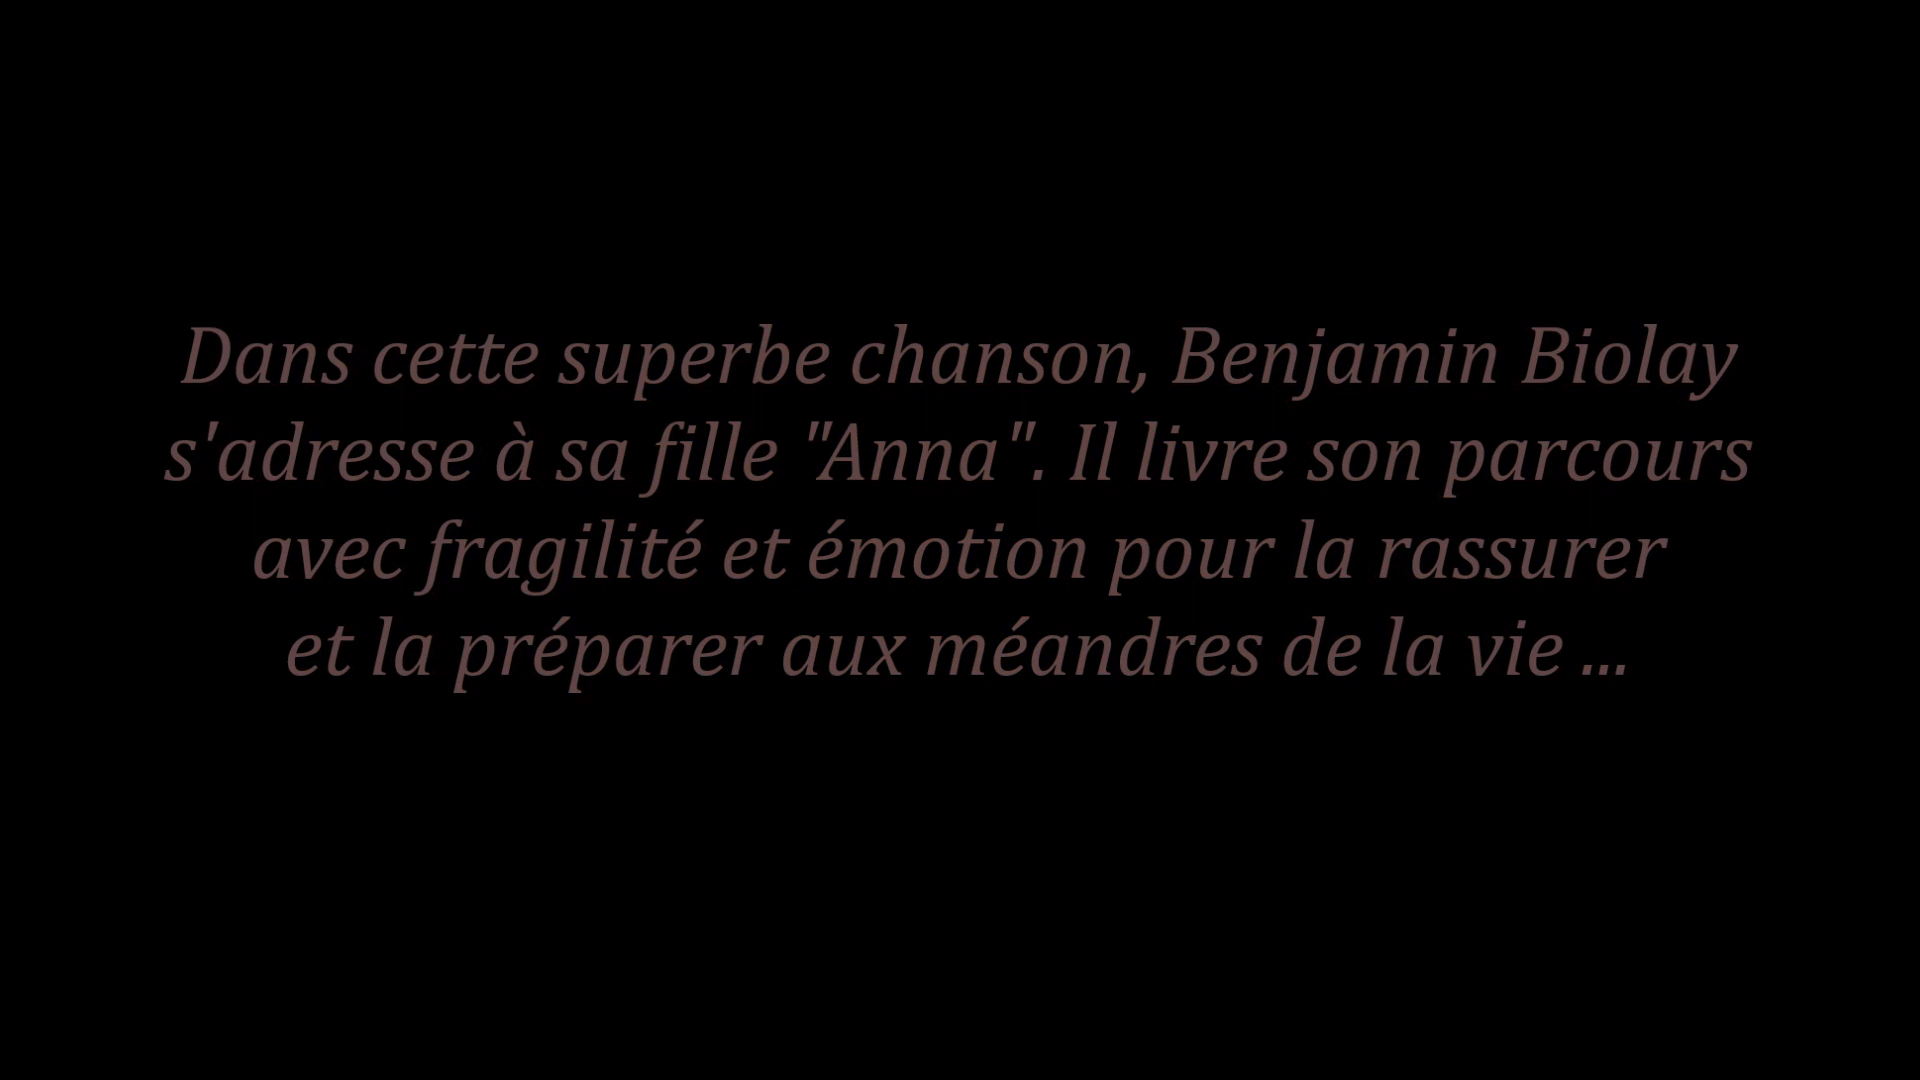 Dans cette superbe chanson, Benjamin Biolay
s'adresse à sa fille "Anna". Il livre son parcours
avec fragilité et émotion pour la rassurer
et la préparer aux méandres de la vie ...